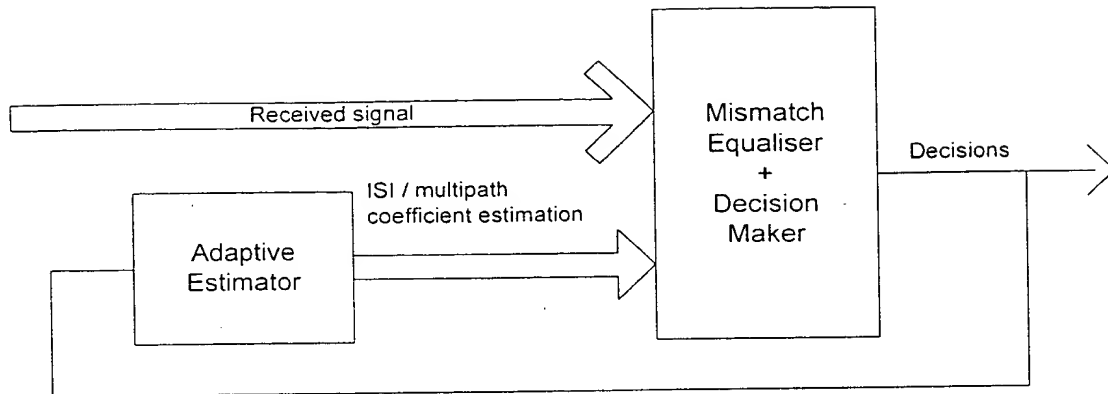 Received signal
Mismatch
Equaliser
+
Decision
Maker
Decisions
ISI / multipath
coefficient estimation
Adaptive
Estimator